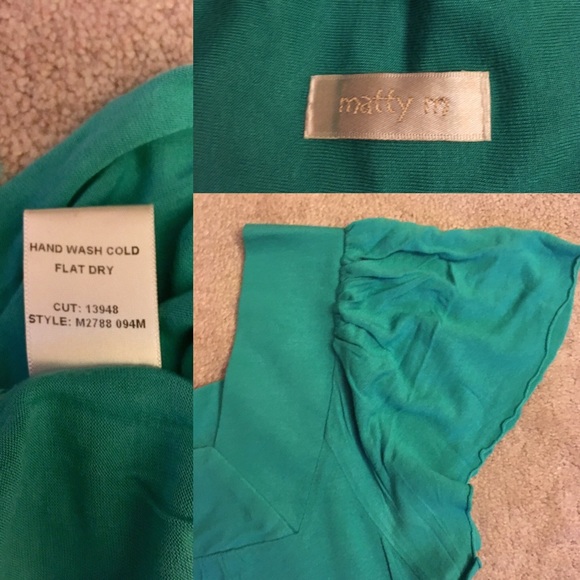 matty m
HAND WASH COLD
FLAT DRY
CUT: 13948
STYLE: M2788 094M